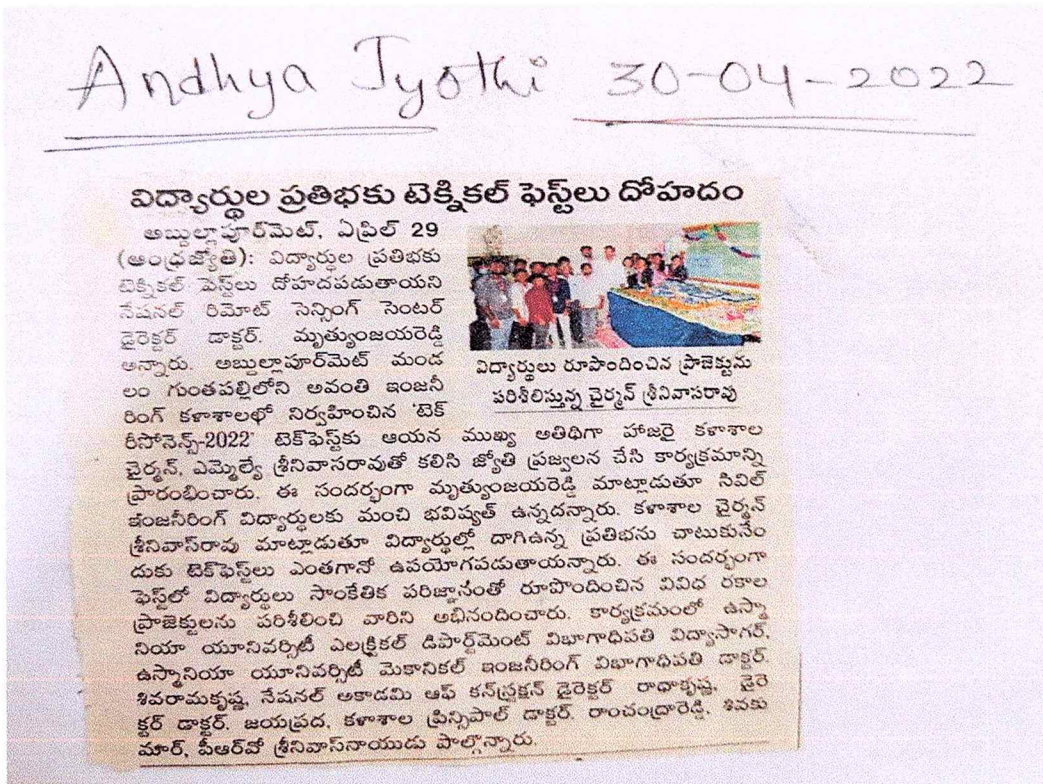 Andhya Jyothi 30-04-2022
విద్యార్థుల ప్రతిభకు టెక్నికల్ ఫెస్ట్‌లు దోహదం
అబ్దుల్లాపూర్‌మెట్, ఏప్రిల్ 29
(ఆంధ్రజ్యోతి): విద్యార్థుల ప్రతిభకు
టెక్నికల్ పెస్ట్‌లు దోహదపడుతాయని
నేషనల్ రిమోట్ సెన్సింగ్ సెంటర్
డైరెక్టర్ డాక్టర్. మృత్యుంజయరెడ్డి
అన్నారు. అబ్దుల్లాపూర్‌మెట్ మండ
లం గుంతపల్లిలోని అవంతి ఇంజనీ
రింగ్ కళాశాలలో నిర్వహించిన 'టెక్
రీసోనెన్స్-2022' టెక్‌ఫెస్ట్‌కు ఆయన ముఖ్య అతిథిగా హాజరై కళాశాల
చైర్మన్, ఎమ్మెల్యే శ్రీనివాసరావుతో కలిసి జ్యోతి ప్రజ్వలన చేసి కార్యక్రమాన్ని
ప్రారంభించారు. ఈ సందర్భంగా మృత్యుంజయరెడ్డి మాట్లాడుతూ సివిల్
ఇంజనీరింగ్ విద్యార్థులకు మంచి భవిష్యత్ ఉన్నదన్నారు. కళాశాల చైర్మన్
శ్రీనివాస్‌రావు మాట్లాడుతూ విద్యార్థుల్లో దాగిఉన్న ప్రతిభను చాటుకునేం
దుకు టెక్‌ఫెస్ట్‌లు ఎంతగానో ఉపయోగపడుతాయన్నారు. ఈ సందర్భంగా
ఫెస్ట్‌లో విద్యార్థులు సాంకేతిక పరిజ్ఞానంతో రూపొందించిన వివిధ రకాల
ప్రాజెక్టులను పరిశీలించి వారిని అభినందించారు. కార్యక్రమంలో ఉస్మా
నియా యూనివర్సిటీ ఎలక్ట్రికల్ డిపార్ట్‌మెంట్ విభాగాధిపతి విద్యాసాగర్,
ఉస్మానియా యూనివర్సిటీ మెకానికల్ ఇంజనీరింగ్ విభాగాధిపతి డాక్టర్.
శివరామకృష్ణ, నేషనల్ అకాడమి ఆఫ్ కన్‌స్ట్రక్షన్ డైరెక్టర్ రాధాకృష్ణ, డైరె
క్టర్ డాక్టర్. జయప్రద, కళాశాల ప్రిన్సిపాల్ డాక్టర్. రాంచంద్రారెడ్డి, శివకు
మార్, పీఆర్‌వో శ్రీనివాస్‌నాయుడు పాల్గొన్నారు.
విద్యార్థులు రూపొందించిన ప్రాజెక్టును
పరిశీలిస్తున్న చైర్మన్ శ్రీనివాసరావు